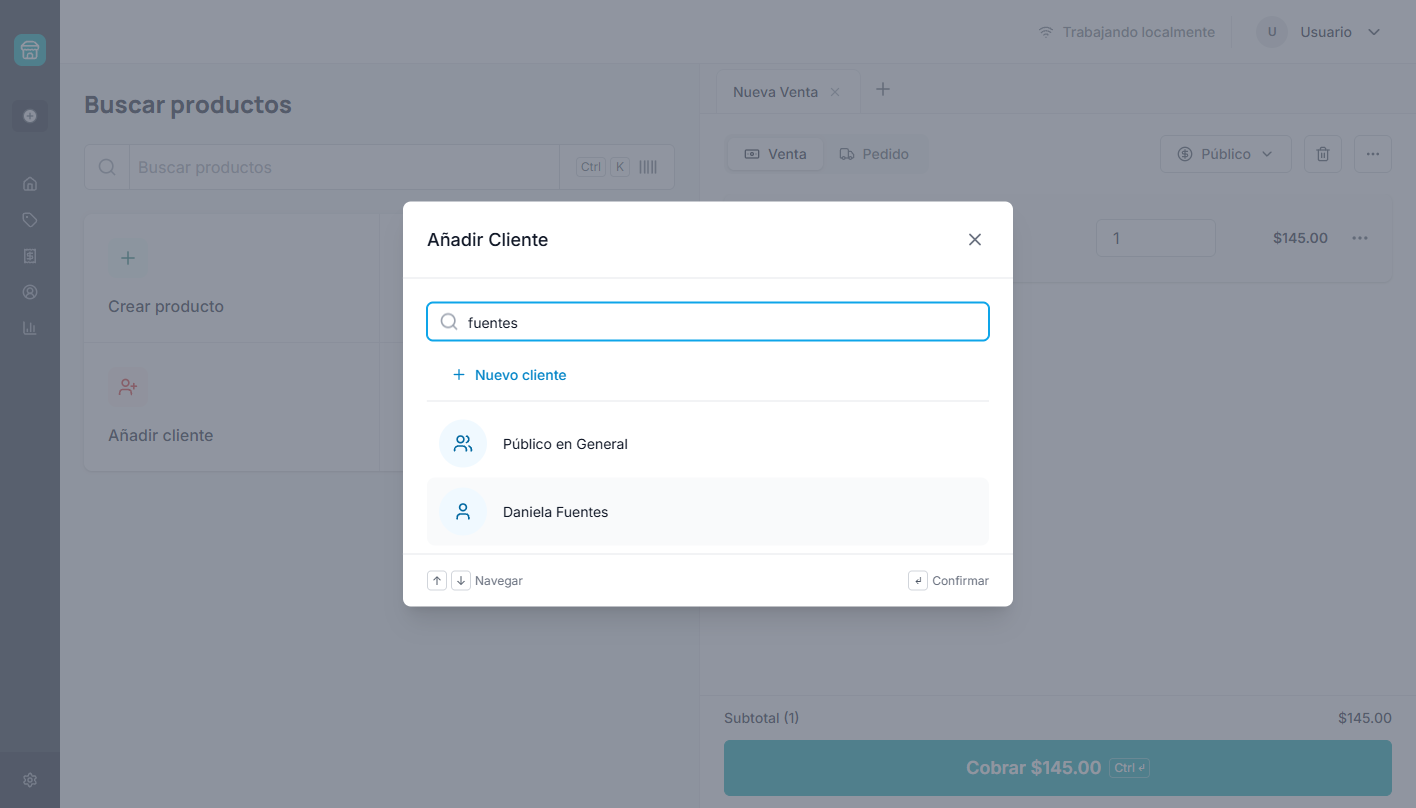 Trabajando localmente
U
Usuario
Buscar productos
Nueva Venta
Buscar productos
Ctrl
K
Venta
Pedido
Público
Crear producto
Añadir cliente
1
$145.00
Añadir Cliente
fuentes
Nuevo cliente
Público en General
Daniela Fuentes
Navegar
Confirmar
Subtotal (1)
$145.00
Cobrar $145.00
Ctrl